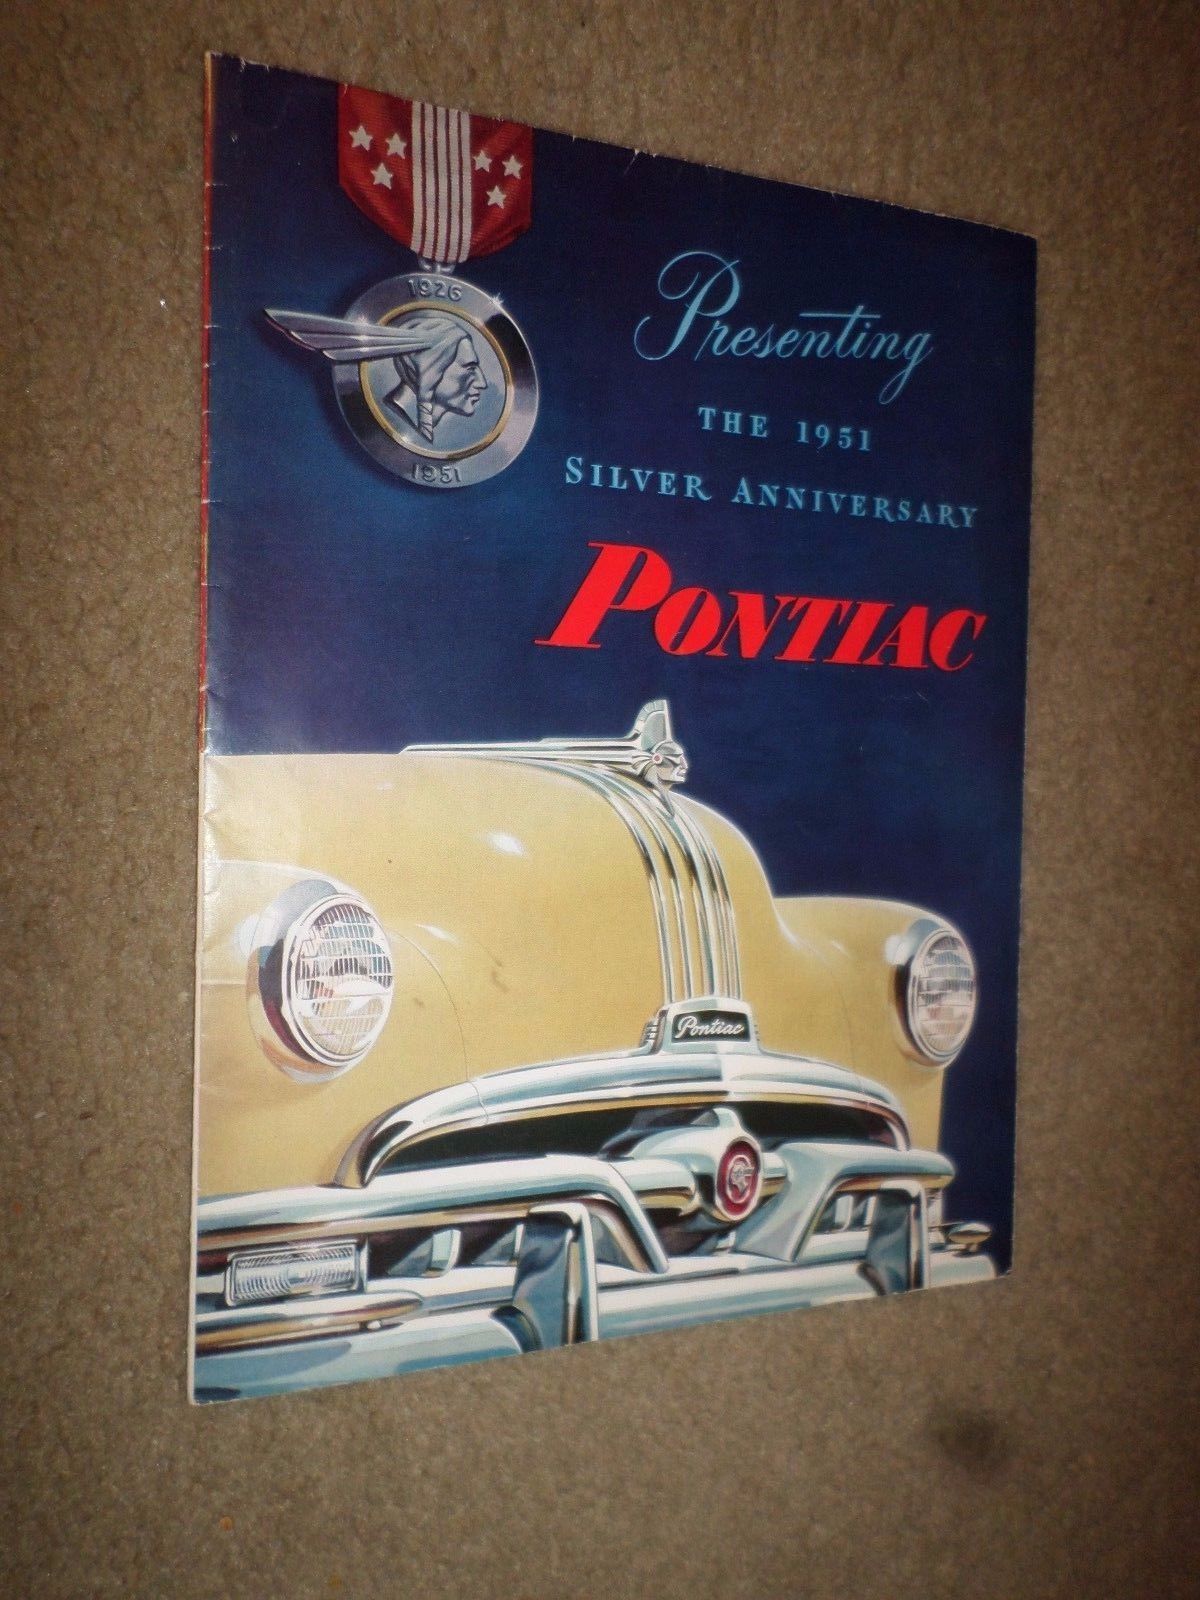 1926
1951
Presenting
THE 1951
SILVER ANNIVERSARY
PONTIAC
Pontiac